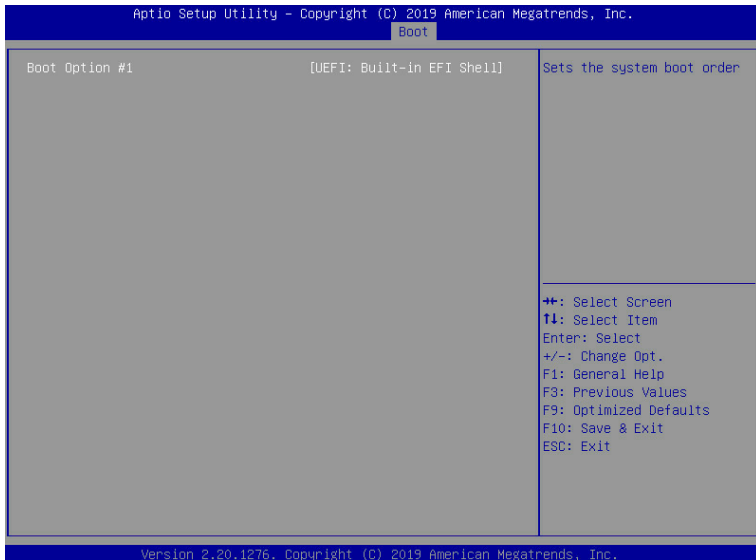 Aptio Setup Utility – Copyright (C) 2019 American Megatrends, Inc.
Boot
Boot Option #1 [UEFI: Built-in EFI Shell]
Sets the system boot order
→←: Select Screen
↑↓: Select Item
Enter: Select
+/-: Change Opt.
F1: General Help
F3: Previous Values
F9: Optimized Defaults
F10: Save & Exit
ESC: Exit
Version 2.20.1276. Copyright (C) 2019 American Megatrends, Inc.